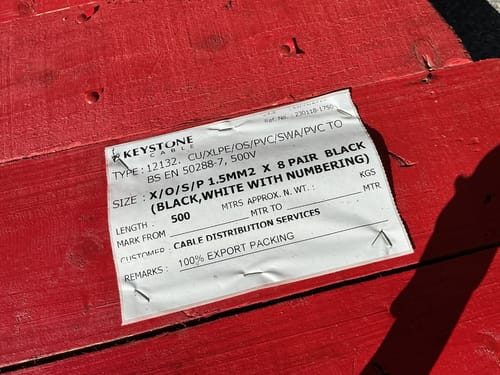 Ref. No. : 230118-1750
KEYSTONE
CABLE
TYPE : 12132. CU/XLPE/OS/PVC/SWA/PVC TO
BS EN 50288-7, 500V
SIZE : X/O/S/P 1.5MM2 X 8 PAIR BLACK
(BLACK,WHITE WITH NUMBERING)
LENGTH : 500 MTRS APPROX. N. WT. : KGS
MARK FROM MTR TO MTR
CUSTOMER : CABLE DISTRIBUTION SERVICES
REMARKS : 100% EXPORT PACKING